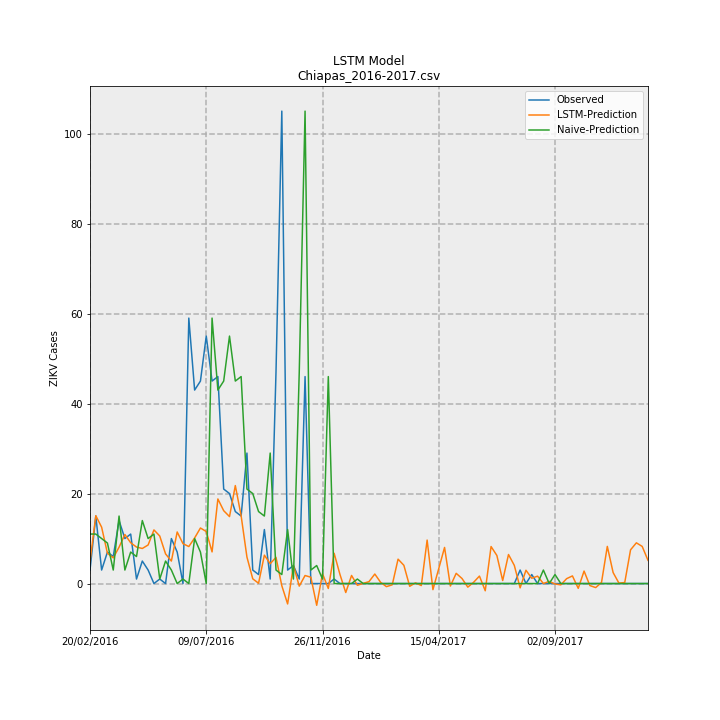 LSTM Model
Chiapas_2016-2017.csv
Observed
LSTM-Prediction
Naive-Prediction
100
80
60
40
20
0
ZIKV Cases
20/02/2016
09/07/2016
26/11/2016
15/04/2017
02/09/2017
Date